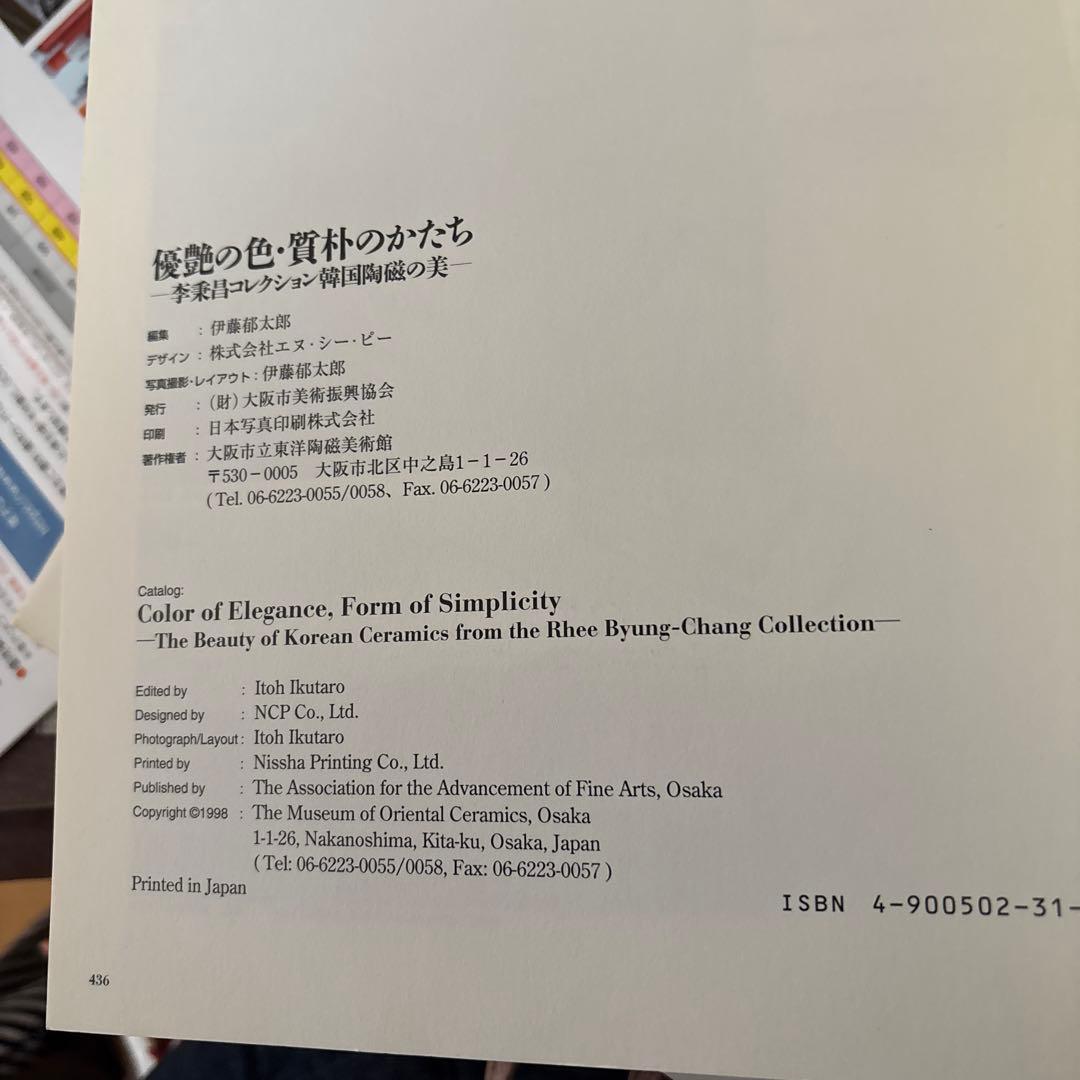 優艶の色・質朴のかたち
―李秉昌コレクション韓国陶磁の美―
編集 : 伊藤郁太郎
デザイン : 株式会社エヌ・シー・ピー
写真撮影・レイアウト : 伊藤郁太郎
発行 : (財)大阪市美術振興協会
印刷 : 日本写真印刷株式会社
著作権者 : 大阪市立東洋陶磁美術館
〒530－0005 大阪市北区中之島1－1－26
(Tel. 06-6223-0055/0058、Fax. 06-6223-0057)
Catalog:
Color of Elegance, Form of Simplicity
—The Beauty of Korean Ceramics from the Rhee Byung-Chang Collection—
Edited by : Itoh Ikutaro
Designed by : NCP Co., Ltd.
Photograph/Layout : Itoh Ikutaro
Printed by : Nissha Printing Co., Ltd.
Published by : The Association for the Advancement of Fine Arts, Osaka
Copyright ©1998 : The Museum of Oriental Ceramics, Osaka
1-1-26, Nakanoshima, Kita-ku, Osaka, Japan
(Tel: 06-6223-0055/0058, Fax: 06-6223-0057)
Printed in Japan
ISBN 4-900502-31-
436